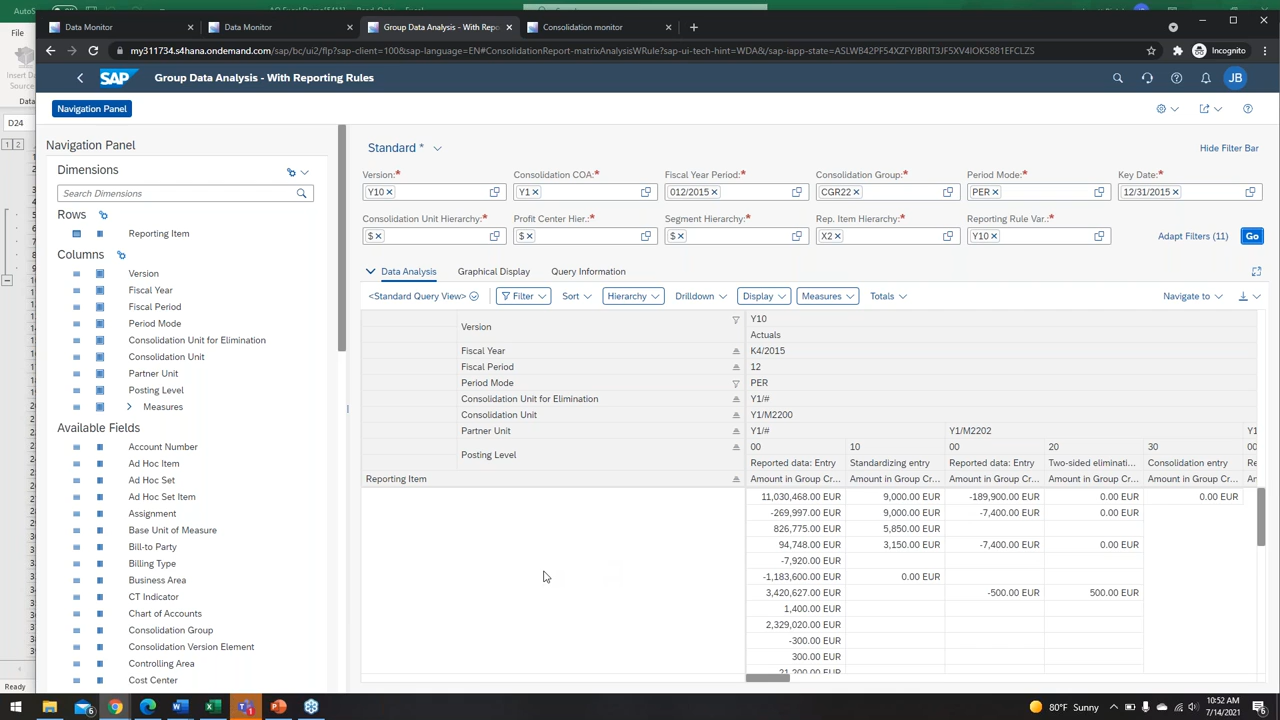 AutoS
File
Data Monitor
Data Monitor
Group Data Analysis - With Repo
Consolidation monitor
my311734.s4hana.ondemand.com/sap/bc/ui2/flp?sap-client=100&sap-language=EN#ConsolidationReport-matrixAnalysisWRule?sap-ui-tech-hint=WDA&/sap-iapp-state=ASLWB42PFS4XZFYJBRIT3JF5XV4IOK5881EFCLZS
Incognito
SAP
Group Data Analysis - With Reporting Rules
JB
Insert Da
Source
Data
D24
1 2
Navigation Panel
Navigation Panel
Dimensions
Search Dimensions
Rows
Reporting Item
Columns
Version
Fiscal Year
Fiscal Period
Period Mode
Consolidation Unit for Elimination
Consolidation Unit
Partner Unit
Posting Level
Measures
Available Fields
Account Number
Ad Hoc Item
Ad Hoc Set
Ad Hoc Set Item
Assignment
Base Unit of Measure
Bill-to Party
Billing Type
Business Area
CT Indicator
Chart of Accounts
Consolidation Group
Consolidation Version Element
Controlling Area
Cost Center
Standard *
Hide Filter Bar
Version:* Consolidation COA:* Fiscal Year Period:* Consolidation Group:* Period Mode:* Key Date:*
Y10 Y1 012/2015 CGR22 PER 12/31/2015
Consolidation Unit Hierarchy:* Profit Center Hier.:* Segment Hierarchy:* Rep. Item Hierarchy:* Reporting Rule Var.:*
$ $ $ X2 Y10 Adapt Filters (11) Go
Data Analysis Graphical Display Query Information
<Standard Query View> Filter Sort Hierarchy Drilldown Display Measures Totals Navigate to
Version Y10
Actuals
Fiscal Year K4/2015
Fiscal Period 12
Period Mode PER
Consolidation Unit for Elimination Y1/#
Consolidation Unit Y1/M2200
Partner Unit Y1/# Y1/M2202 Y1
Posting Level 00 10 00 20 30 00
Reported data: Entry Standardizing entry Reported data: Entry Two-sided eliminati... Consolidation entry Re
Reporting Item Amount in Group Cr... Amount in Group Cr... Amount in Group Cr... Amount in Group Cr... Amount in Group Cr... An
11,030,468.00 EUR 9,000.00 EUR -189,900.00 EUR 0.00 EUR 0.00 EUR
-269,997.00 EUR 9,000.00 EUR -7,400.00 EUR 0.00 EUR
826,775.00 EUR 5,850.00 EUR
94,748.00 EUR 3,150.00 EUR -7,400.00 EUR 0.00 EUR
-7,920.00 EUR
-1,183,600.00 EUR 0.00 EUR
3,420,627.00 EUR -500.00 EUR 500.00 EUR
1,400.00 EUR
2,329,020.00 EUR
-300.00 EUR
300.00 EUR
21,200.00 EUR
Ready
80°F Sunny
10:52 AM
7/14/2021